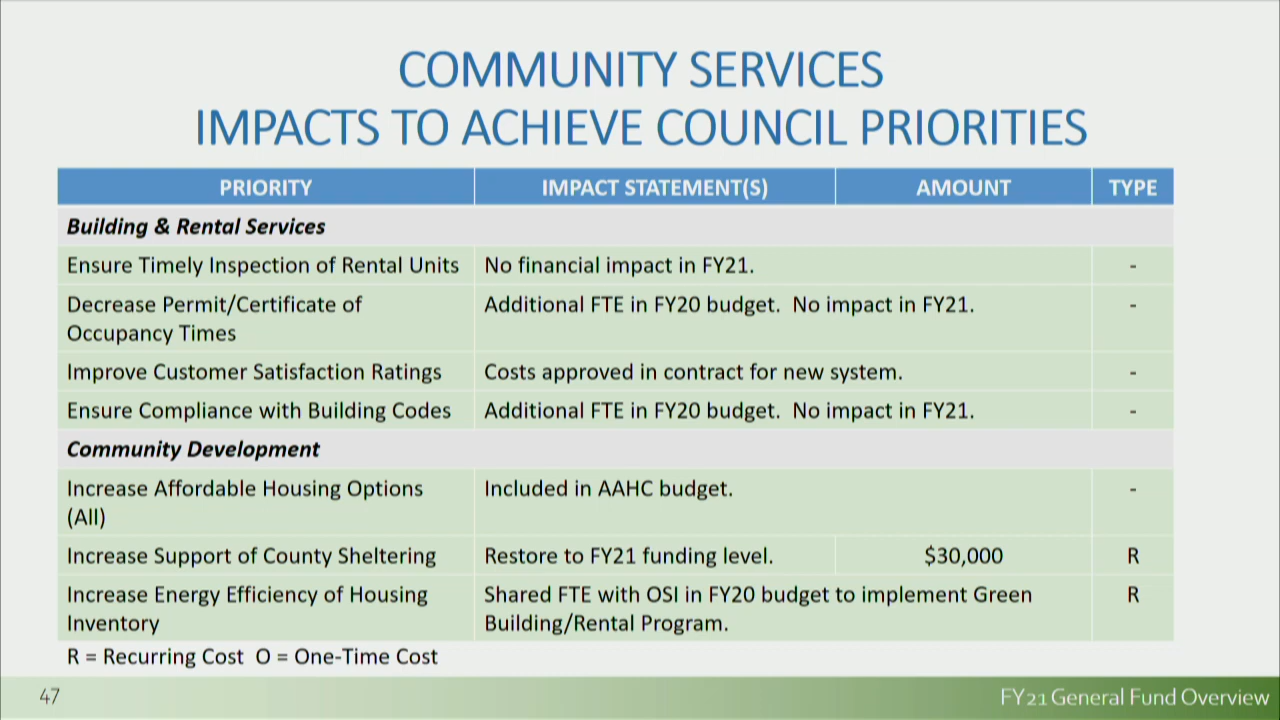 COMMUNITY SERVICES
IMPACTS TO ACHIEVE COUNCIL PRIORITIES
PRIORITY IMPACT STATEMENT(S) AMOUNT TYPE
Building & Rental Services
Ensure Timely Inspection of Rental Units No financial impact in FY21. -
Decrease Permit/Certificate of Additional FTE in FY20 budget. No impact in FY21. -
Occupancy Times
Improve Customer Satisfaction Ratings Costs approved in contract for new system. -
Ensure Compliance with Building Codes Additional FTE in FY20 budget. No impact in FY21. -
Community Development
Increase Affordable Housing Options Included in AAHC budget. -
(All)
Increase Support of County Sheltering Restore to FY21 funding level. $30,000 R
Increase Energy Efficiency of Housing Shared FTE with OSI in FY20 budget to implement Green R
Inventory Building/Rental Program.
R = Recurring Cost O = One-Time Cost
47 FY21 General Fund Overview